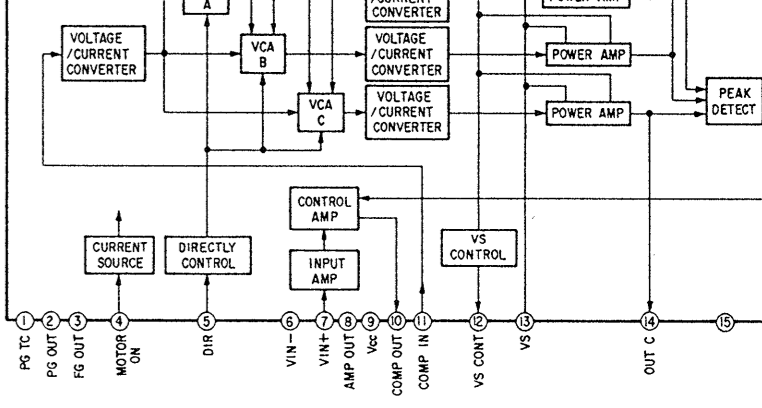 A
/CURRENT
CONVERTER
POWER AMP
VOLTAGE
/CURRENT
CONVERTER
VCA
B
VOLTAGE
/CURRENT
CONVERTER
POWER AMP
VCA
C
VOLTAGE
/CURRENT
CONVERTER
POWER AMP
PEAK
DETECT
CONTROL
AMP
CURRENT
SOURCE
DIRECTLY
CONTROL
INPUT
AMP
VS
CONTROL
1
2
3
4
5
6
7
8
9
10
11
12
13
14
15
PG TC
PG OUT
FG OUT
MOTOR
ON
DIR
VIN-
VIN+
AMP OUT
Vcc
COMP OUT
COMP IN
VS CONT
VS
OUT C